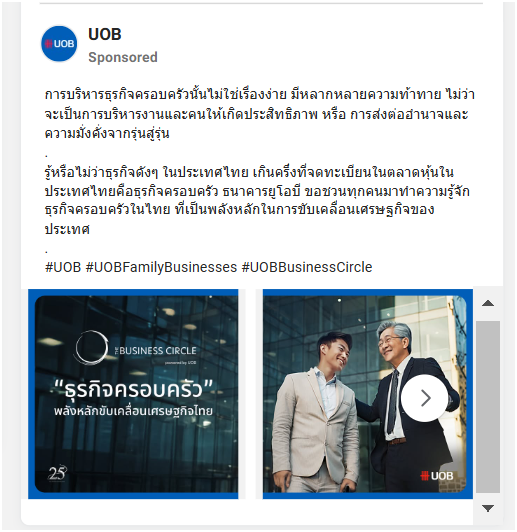 UOB
UOB
Sponsored
การบริหารธุรกิจครอบครัวนั้นไม่ใช่เรื่องง่าย มีหลากหลายความท้าทาย ไม่ว่า
จะเป็นการบริหารงานและคนให้เกิดประสิทธิภาพ หรือ การส่งต่ออำนาจและ
ความมั่งคั่งจากรุ่นสู่รุ่น
.
รู้หรือไม่ว่าธุรกิจดังๆ ในประเทศไทย เกินครึ่งที่จดทะเบียนในตลาดหุ้นใน
ประเทศไทยคือธุรกิจครอบครัว ธนาคารยูโอบี ขอชวนทุกคนมาทำความรู้จัก
ธุรกิจครอบครัวในไทย ที่เป็นพลังหลักในการขับเคลื่อนเศรษฐกิจของ
ประเทศ
.
#UOB #UOBFamilyBusinesses #UOBBusinessCircle
THE BUSINESS CIRCLE
powered by UOB
“ธุรกิจครอบครัว”
พลังหลักขับเคลื่อนเศรษฐกิจไทย
25
UOB